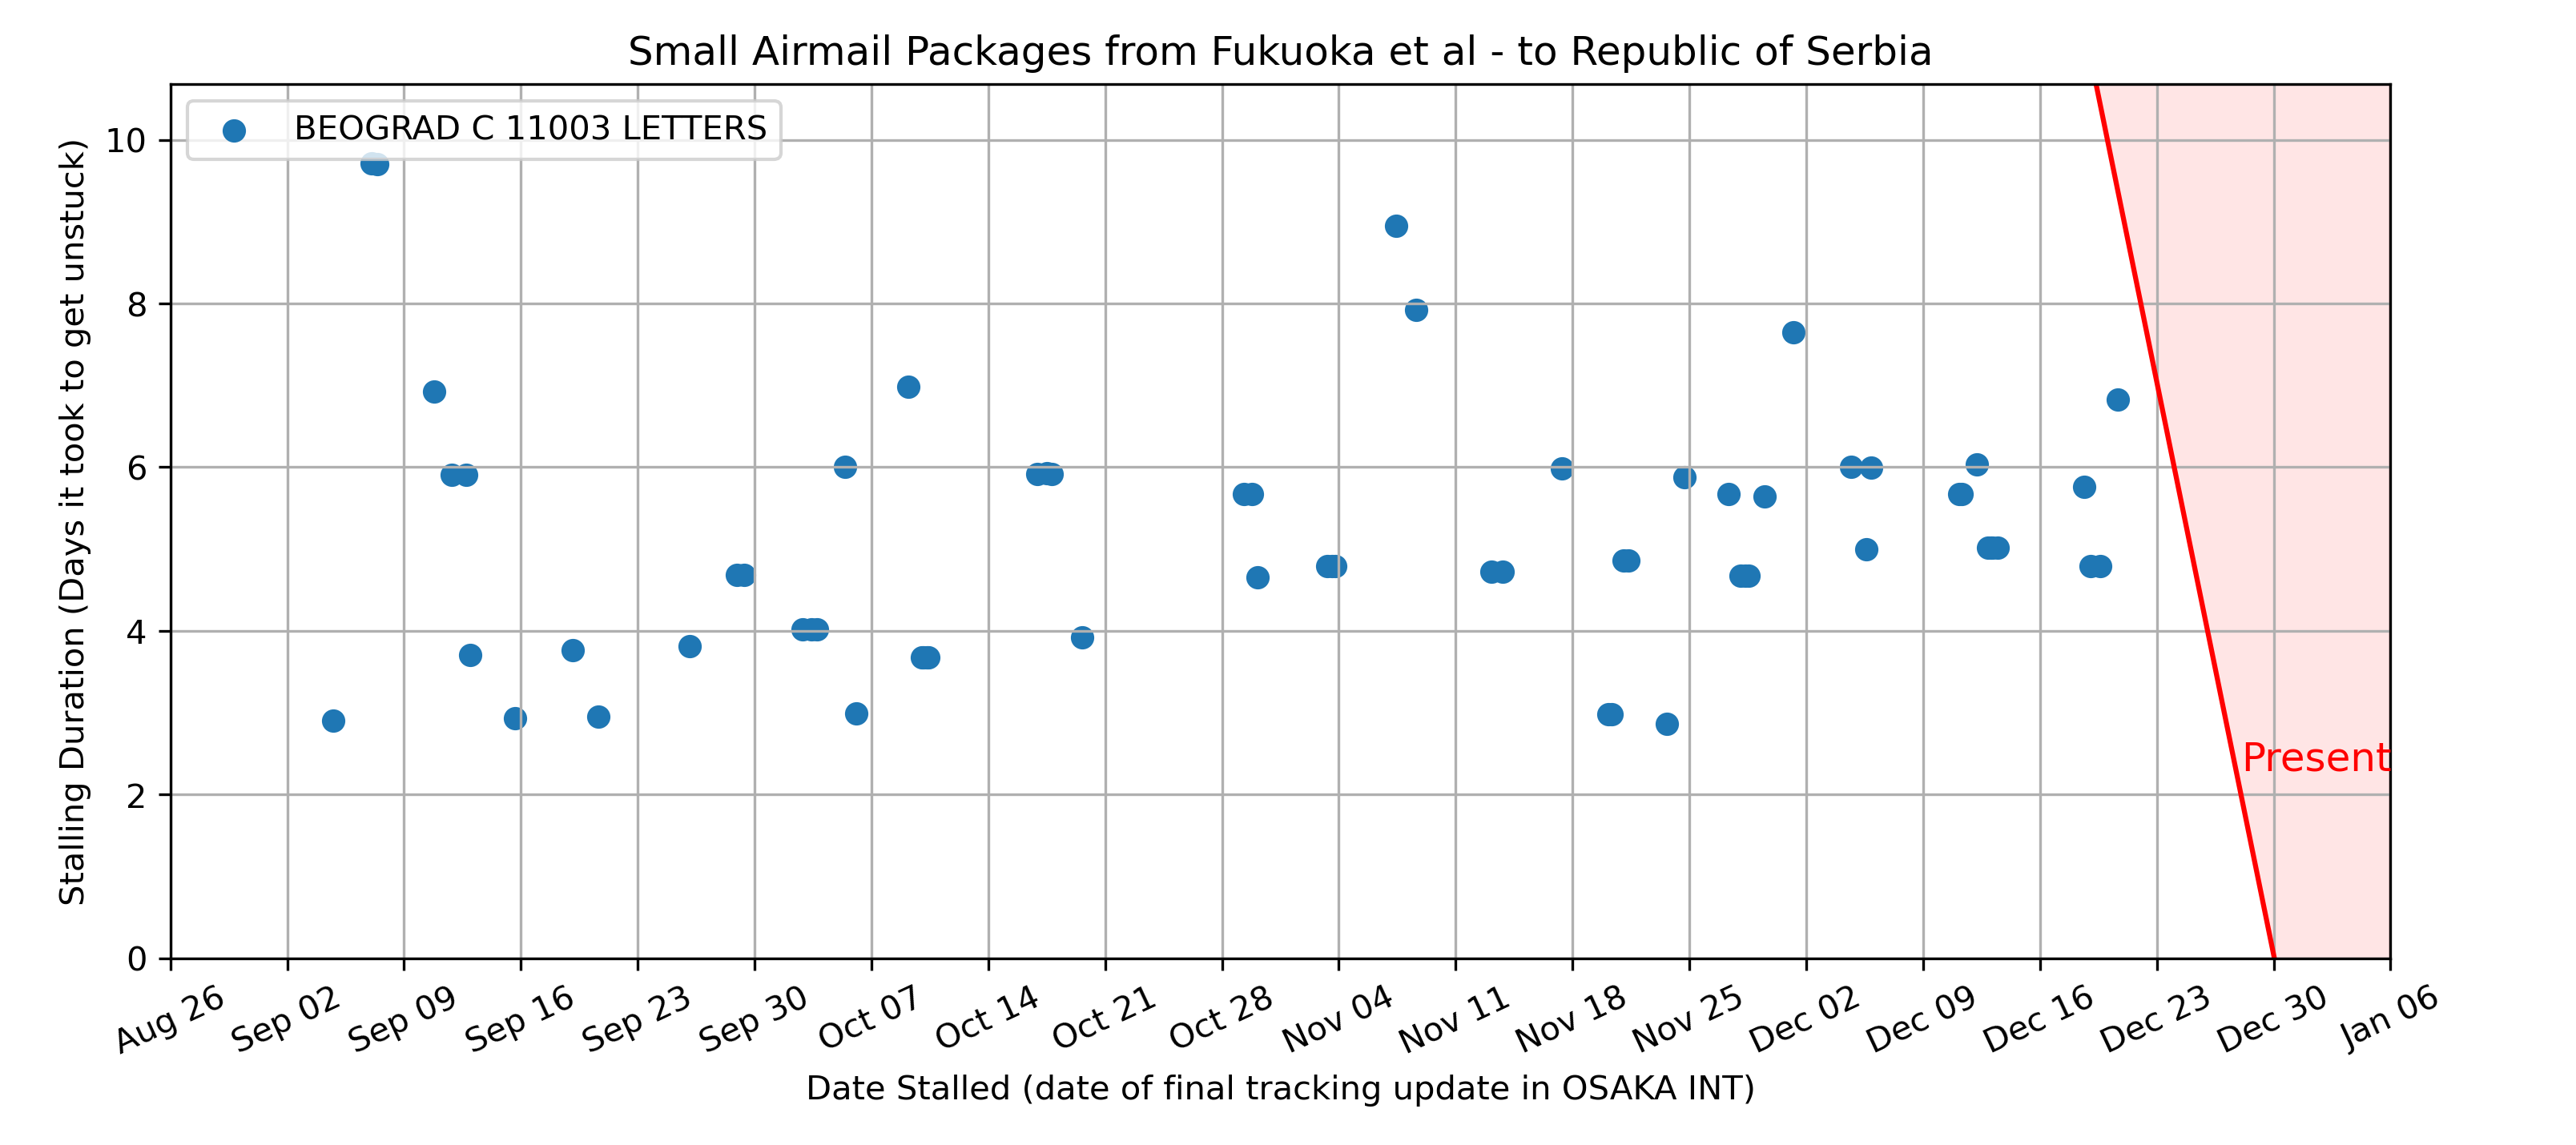 Small Airmail Packages from Fukuoka et al - to Republic of Serbia
BEOGRAD C 11003 LETTERS
Stalling Duration (Days it took to get unstuck)
10
8
6
4
2
0
Present
Aug 26
Sep 02
Sep 09
Sep 16
Sep 23
Sep 30
Oct 07
Oct 14
Oct 21
Oct 28
Nov 04
Nov 11
Nov 18
Nov 25
Dec 02
Dec 09
Dec 16
Dec 23
Dec 30
Jan 06
Date Stalled (date of final tracking update in OSAKA INT)